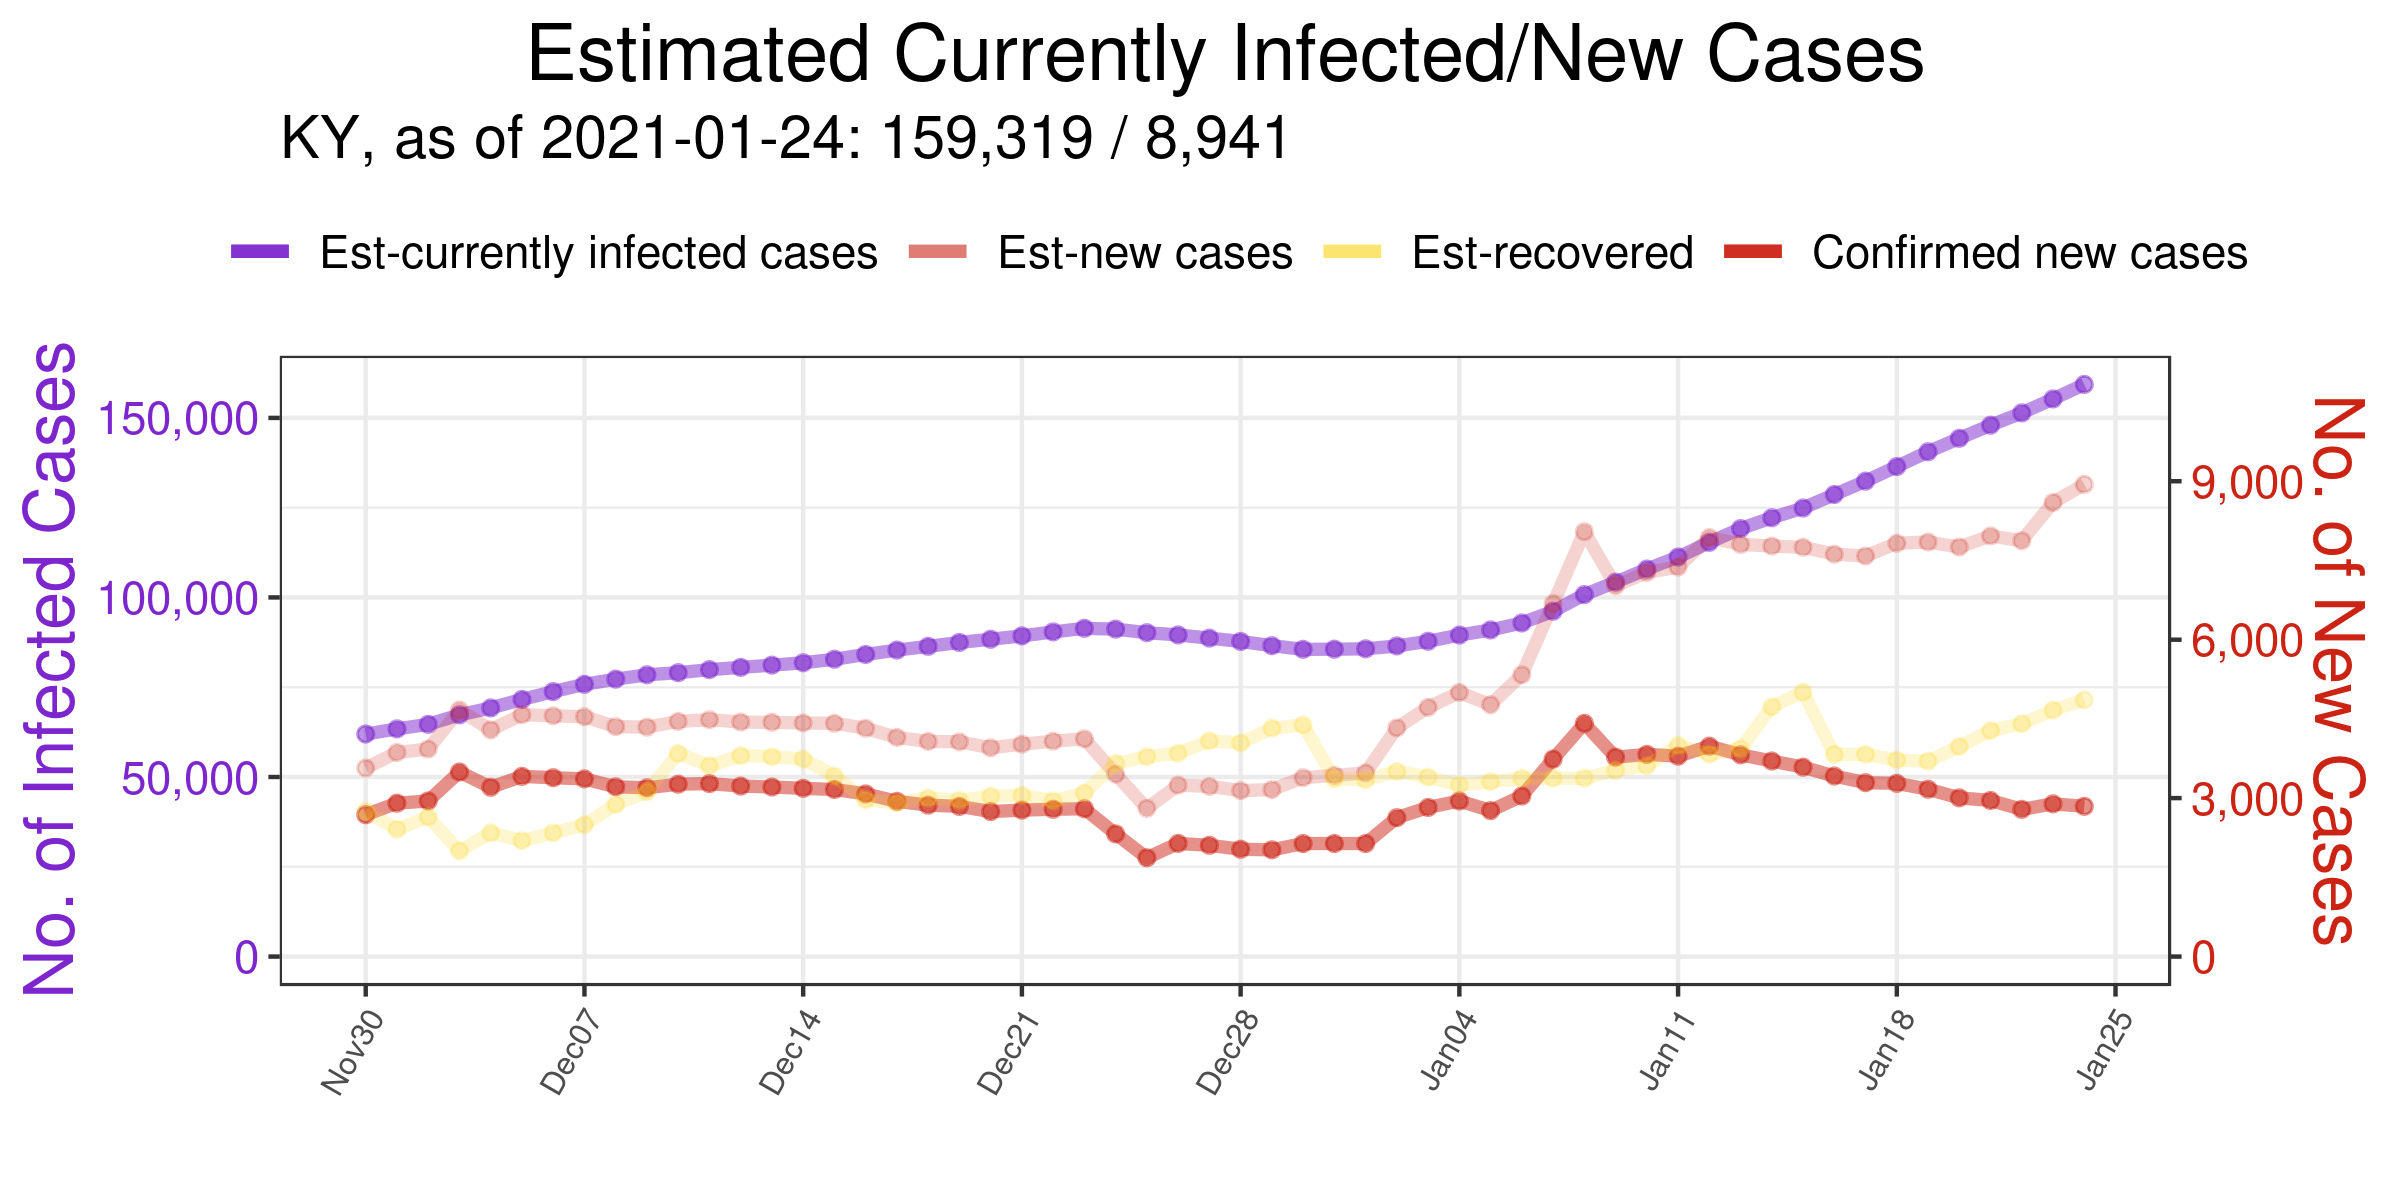 Estimated Currently Infected/New Cases
KY, as of 2021-01-24: 159,319 / 8,941
Est-currently infected cases Est-new cases Est-recovered Confirmed new cases
No. of Infected Cases
150,000
100,000
50,000
0
9,000
6,000
3,000
0
No. of New Cases
Nov30 Dec07 Dec14 Dec21 Dec28 Jan04 Jan11 Jan18 Jan25